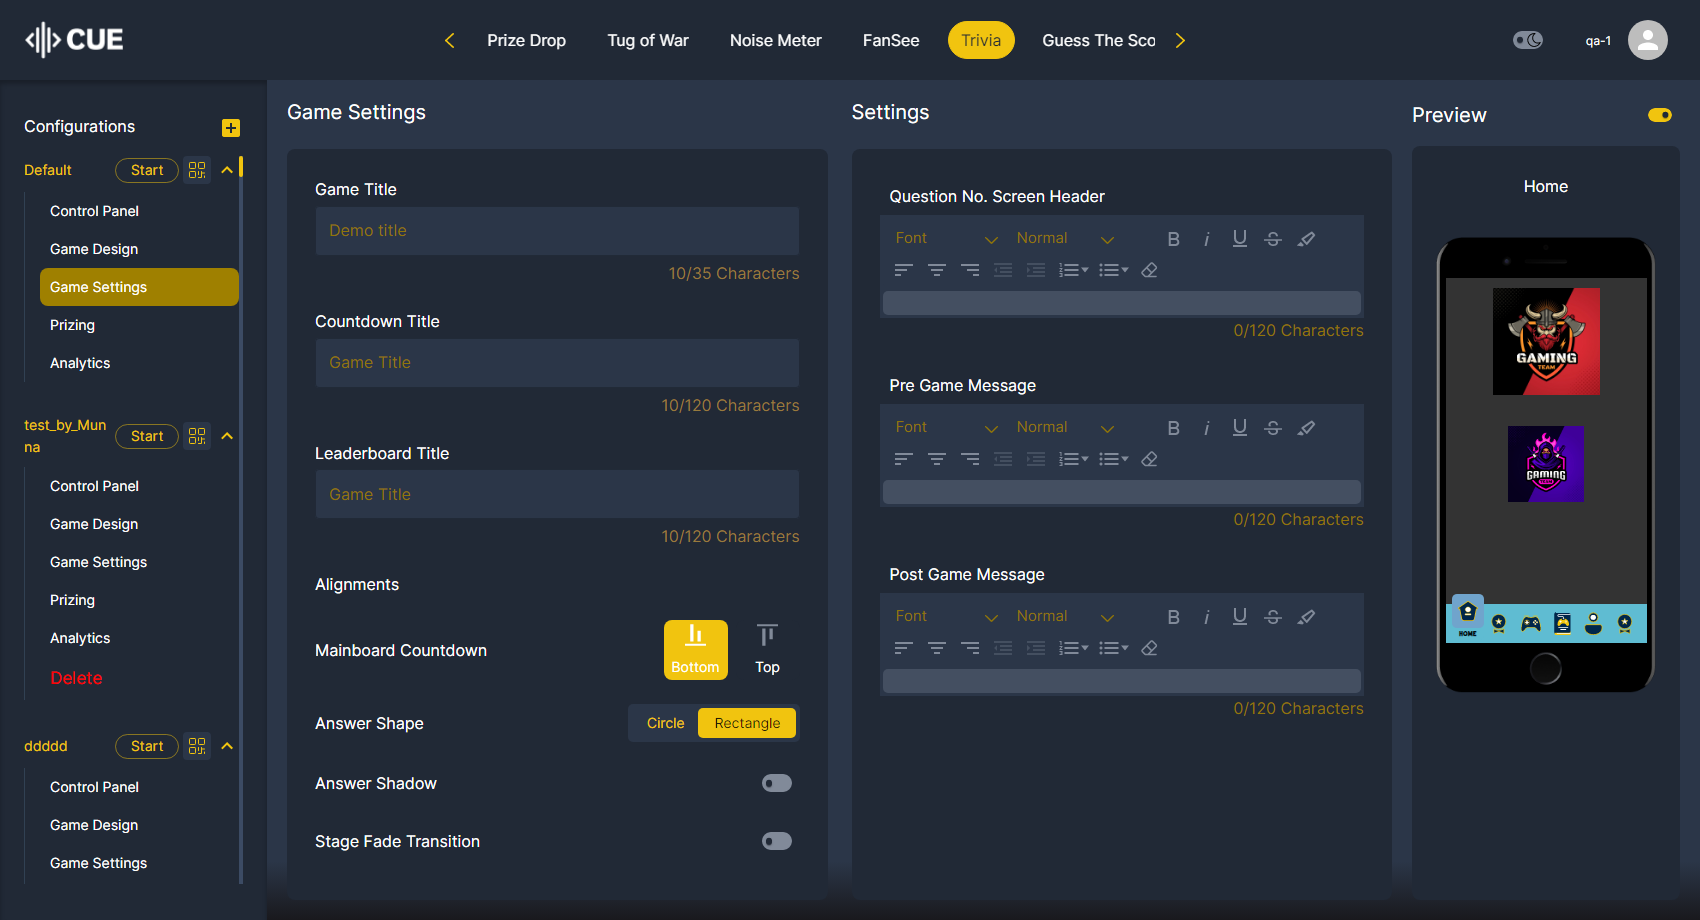 CUE
Prize Drop
Tug of War
Noise Meter
FanSee
Trivia
Guess The Sco
qa-1
Configurations
Default
Start
Control Panel
Game Design
Game Settings
Prizing
Analytics
test_by_Mun
na
Start
Control Panel
Game Design
Game Settings
Prizing
Analytics
Delete
ddddd
Start
Control Panel
Game Design
Game Settings
Game Settings
Game Title
Demo title
10/35 Characters
Countdown Title
Game Title
10/120 Characters
Leaderboard Title
Game Title
10/120 Characters
Alignments
Mainboard Countdown
Bottom
Top
Answer Shape
Circle
Rectangle
Answer Shadow
Stage Fade Transition
Settings
Question No. Screen Header
Font
Normal
B i U S
0/120 Characters
Pre Game Message
Font
Normal
B i U S
0/120 Characters
Post Game Message
Font
Normal
B i U S
0/120 Characters
Preview
Home
GAMING
TEAM
GAMING
TEAM
HOME